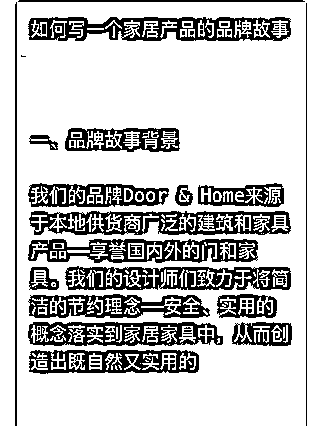 如何写一个家居产品的品牌故事
一、品牌故事背景
我们的品牌Door & Home来源
于本地供货商广泛的建筑和家具
产品—享誉国内外的门和家
具。我们的设计师们致力于将简
洁的节约理念—安全、实用的
概念落实到家居家具中，从而创
造出既自然又实用的